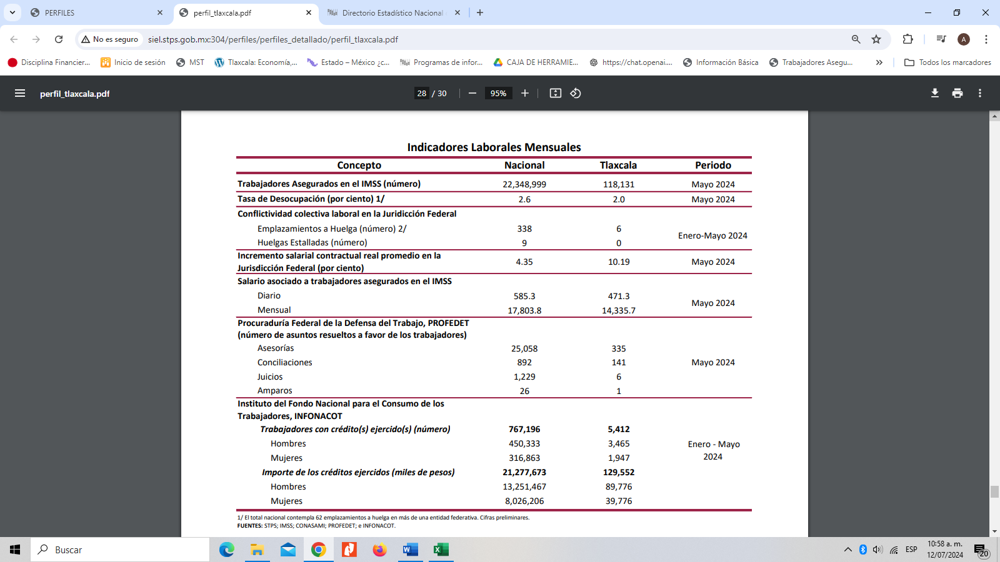 PERFILES
perfil_tlaxcala.pdf
Directorio Estadístico Nacional
No es seguro
siel.stps.gob.mx:304/perfiles/perfiles_detallado/perfil_tlaxcala.pdf
A
Disciplina Financier...
Inicio de sesión
MST
Tlaxcala: Economía,...
Estado – México ¿c...
Programas de infor...
CAJA DE HERRAMIE...
https://chat.openai....
Información Básica
Trabajadores Asegu...
Todos los marcadores
perfil_tlaxcala.pdf
28 / 30
95%
Indicadores Laborales Mensuales
Concepto Nacional Tlaxcala Periodo
Trabajadores Asegurados en el IMSS (número) 22,348,999 118,131 Mayo 2024
Tasa de Desocupación (por ciento) 1/ 2.6 2.0 Mayo 2024
Conflictividad colectiva laboral en la Juridicción Federal
Emplazamientos a Huelga (número) 2/ 338 6
Enero-Mayo 2024
Huelgas Estalladas (número) 9 0
Incremento salarial contractual real promedio en la
Jurisdicción Federal (por ciento) 4.35 10.19 Mayo 2024
Salario asociado a trabajadores asegurados en el IMSS
Diario 585.3 471.3
Mayo 2024
Mensual 17,803.8 14,335.7
Procuraduría Federal de la Defensa del Trabajo, PROFEDET
(número de asuntos resueltos a favor de los trabajadores)
Asesorías 25,058 335
Conciliaciones 892 141 Mayo 2024
Juicios 1,229 6
Amparos 26 1
Instituto del Fondo Nacional para el Consumo de los
Trabajadores, INFONACOT
Trabajadores con crédito(s) ejercido(s) (número) 767,196 5,412
Hombres 450,333 3,465 Enero - Mayo
Mujeres 316,863 1,947 2024
Importe de los créditos ejercidos (miles de pesos) 21,277,673 129,552
Hombres 13,251,467 89,776
Mujeres 8,026,206 39,776
1/ El total nacional contempla 62 emplazamientos a huelga en más de una entidad federativa. Cifras preliminares.
FUENTES: STPS; IMSS; CONASAMI; PROFEDET; e INFONACOT.
Buscar
ESP
10:58 a. m.
12/07/2024
20